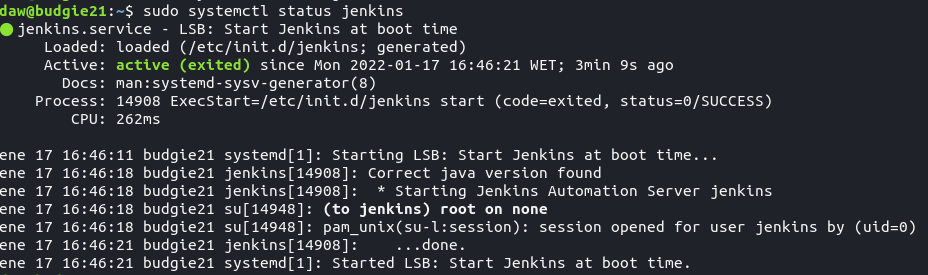 daw@budgie21:~$ sudo systemctl status jenkins
● jenkins.service - LSB: Start Jenkins at boot time
     Loaded: loaded (/etc/init.d/jenkins; generated)
     Active: active (exited) since Mon 2022-01-17 16:46:21 WET; 3min 9s ago
       Docs: man:systemd-sysv-generator(8)
    Process: 14908 ExecStart=/etc/init.d/jenkins start (code=exited, status=0/SUCCESS)
        CPU: 262ms

ene 17 16:46:11 budgie21 systemd[1]: Starting LSB: Start Jenkins at boot time...
ene 17 16:46:18 budgie21 jenkins[14908]: Correct java version found
ene 17 16:46:18 budgie21 jenkins[14908]:  * Starting Jenkins Automation Server jenkins
ene 17 16:46:18 budgie21 su[14948]: (to jenkins) root on none
ene 17 16:46:18 budgie21 su[14948]: pam_unix(su-l:session): session opened for user jenkins by (uid=0)
ene 17 16:46:21 budgie21 jenkins[14908]:    ...done.
ene 17 16:46:21 budgie21 systemd[1]: Started LSB: Start Jenkins at boot time.